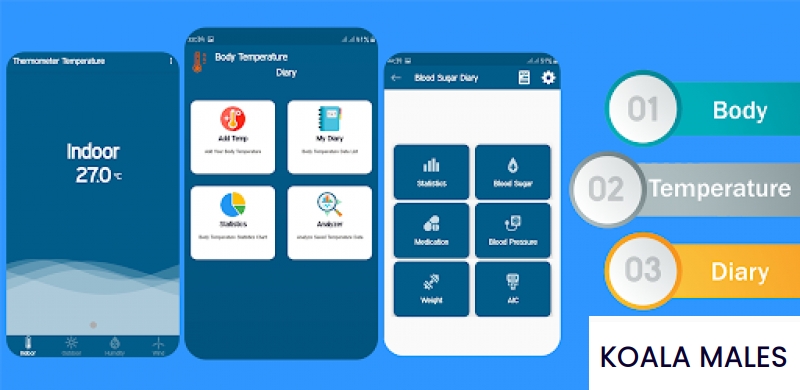 Thermometer Temperature
Indoor
27.0 °C
Indoor
Outdoor
Humidity
Wind
Body Temperature
Diary
Add Temp
Add Your Body Temperature
My Diary
Body Temperature Data List
Statistics
Body Temperature Statistics Chart
Analyzer
Analyze Saved Temperature Data
Blood Sugar Diary
Statistics
Blood Sugar
Medication
Blood Pressure
Weight
A1C
01 Body
02 Temperature
03 Diary
KOALA MALES